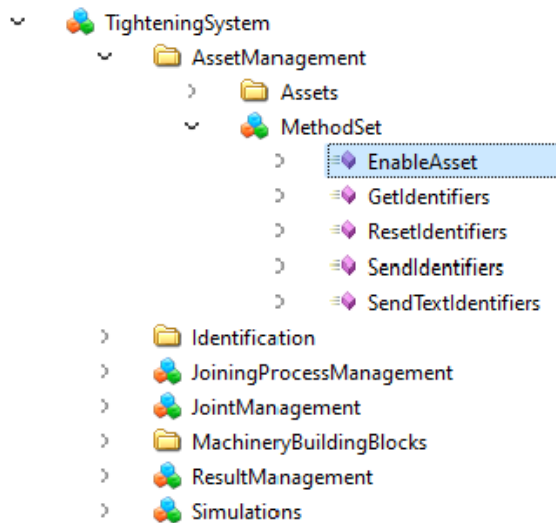 TighteningSystem
AssetManagement
Assets
MethodSet
EnableAsset
GetIdentifiers
ResetIdentifiers
SendIdentifiers
SendTextIdentifiers
Identification
JoiningProcessManagement
JointManagement
MachineryBuildingBlocks
ResultManagement
Simulations